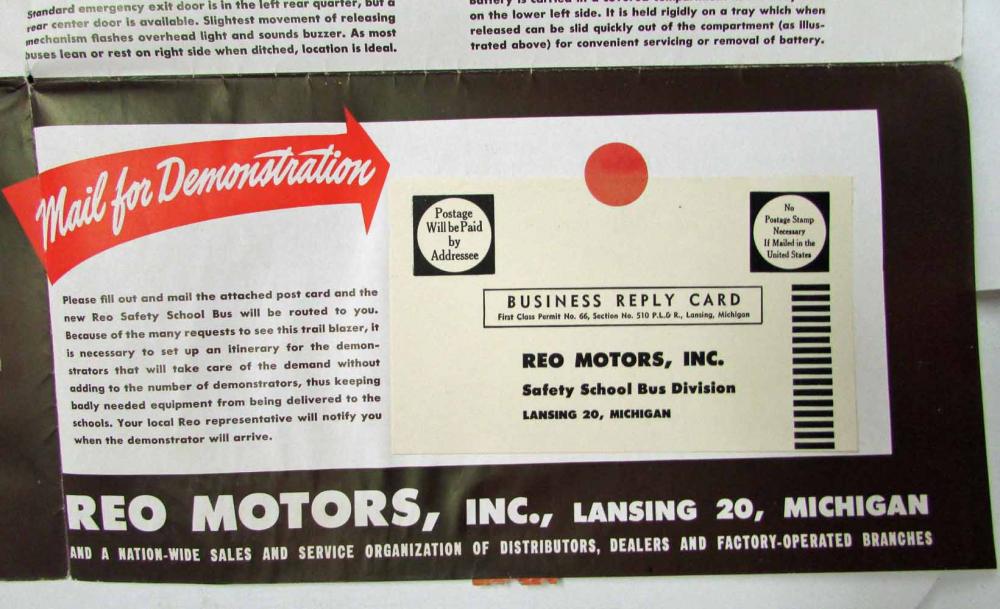 Standard emergency exit door is in the left rear quarter, but a
rear center door is available. Slightest movement of releasing
mechanism flashes overhead light and sounds buzzer. As most
buses lean or rest on right side when ditched, location is ideal.
on the lower left side. It is held rigidly on a tray which when
released can be slid quickly out of the compartment (as illus-
trated above) for convenient servicing or removal of battery.
Mail for Demonstration
Please fill out and mail the attached post card and the
new Reo Safety School Bus will be routed to you.
Because of the many requests to see this trail blazer, it
is necessary to set up an itinerary for the demon-
strators that will take care of the demand without
adding to the number of demonstrators, thus keeping
badly needed equipment from being delivered to the
schools. Your local Reo representative will notify you
when the demonstrator will arrive.
Postage
Will be Paid
by
Addressee
No
Postage Stamp
Necessary
If Mailed in the
United States
BUSINESS REPLY CARD
First Class Permit No. 66, Section No. 510 P.L.& R., Lansing, Michigan
REO MOTORS, INC.
Safety School Bus Division
LANSING 20, MICHIGAN
REO MOTORS, INC., LANSING 20, MICHIGAN
AND A NATION-WIDE SALES AND SERVICE ORGANIZATION OF DISTRIBUTORS, DEALERS AND FACTORY-OPERATED BRANCHES